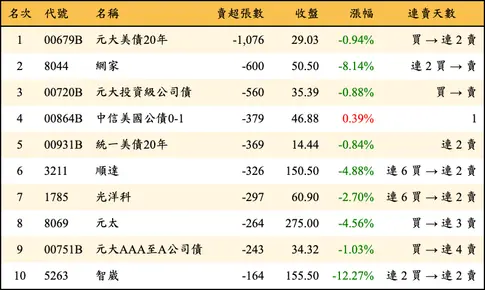 名次 代號 名稱 賣超張數 收盤 漲幅 連賣天數
1 00679B 元大美債20年 -1,076 29.03 -0.94% 買 → 連 2 賣
2 8044 網家 -600 50.50 -8.14% 連 2 買 → 賣
3 00720B 元大投資級公司債 -560 35.39 -0.88% 買 → 賣
4 00864B 中信美國公債0-1 -379 46.88 0.39% 1
5 00931B 統一美債20年 -369 14.44 -0.84% 連 2 賣
6 3211 順達 -326 150.50 -4.88% 連 6 買 → 連 2 賣
7 1785 光洋科 -297 60.90 -2.70% 連 6 買 → 連 2 賣
8 8069 元太 -264 275.00 -4.56% 買 → 連 3 賣
9 00751B 元大AAA至A公司債 -243 34.32 -1.03% 買 → 連 4 賣
10 5263 智崴 -164 155.50 -12.27% 連 2 買 → 連 2 賣